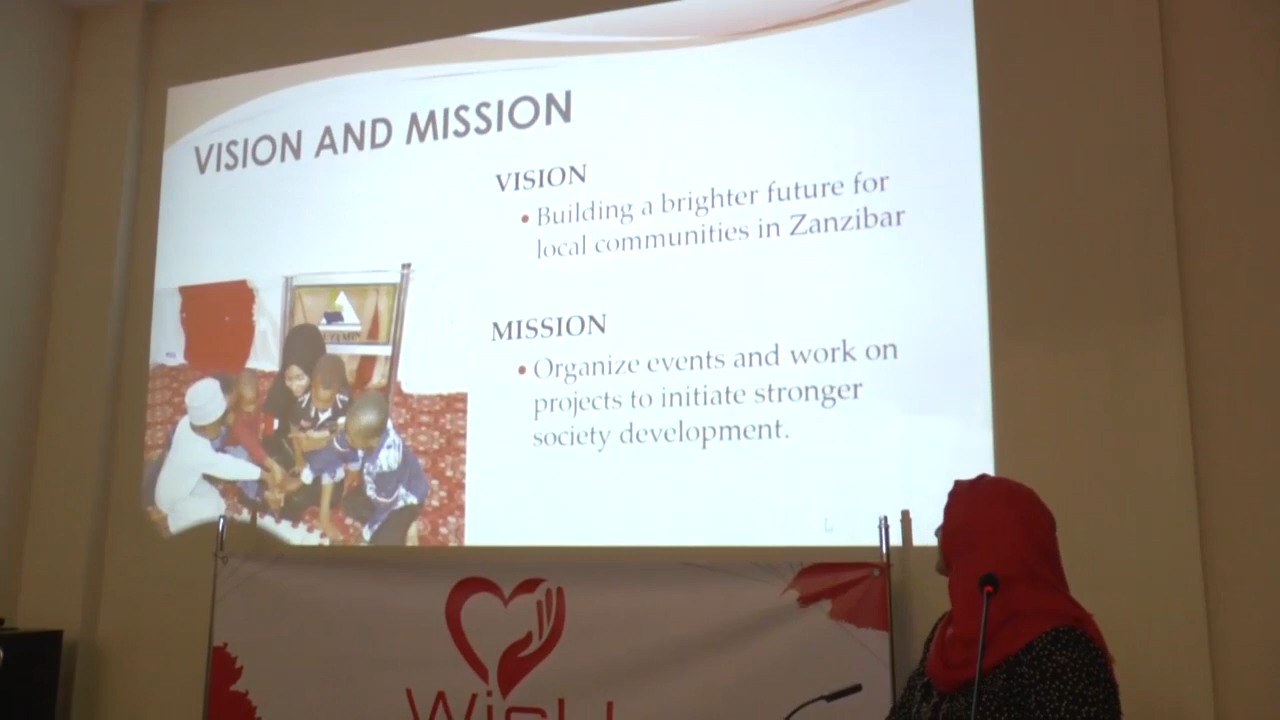 VISION AND MISSION
VISION
• Building a brighter future for
local communities in Zanzibar
MISSION
• Organize events and work on
projects to initiate stronger
society development.